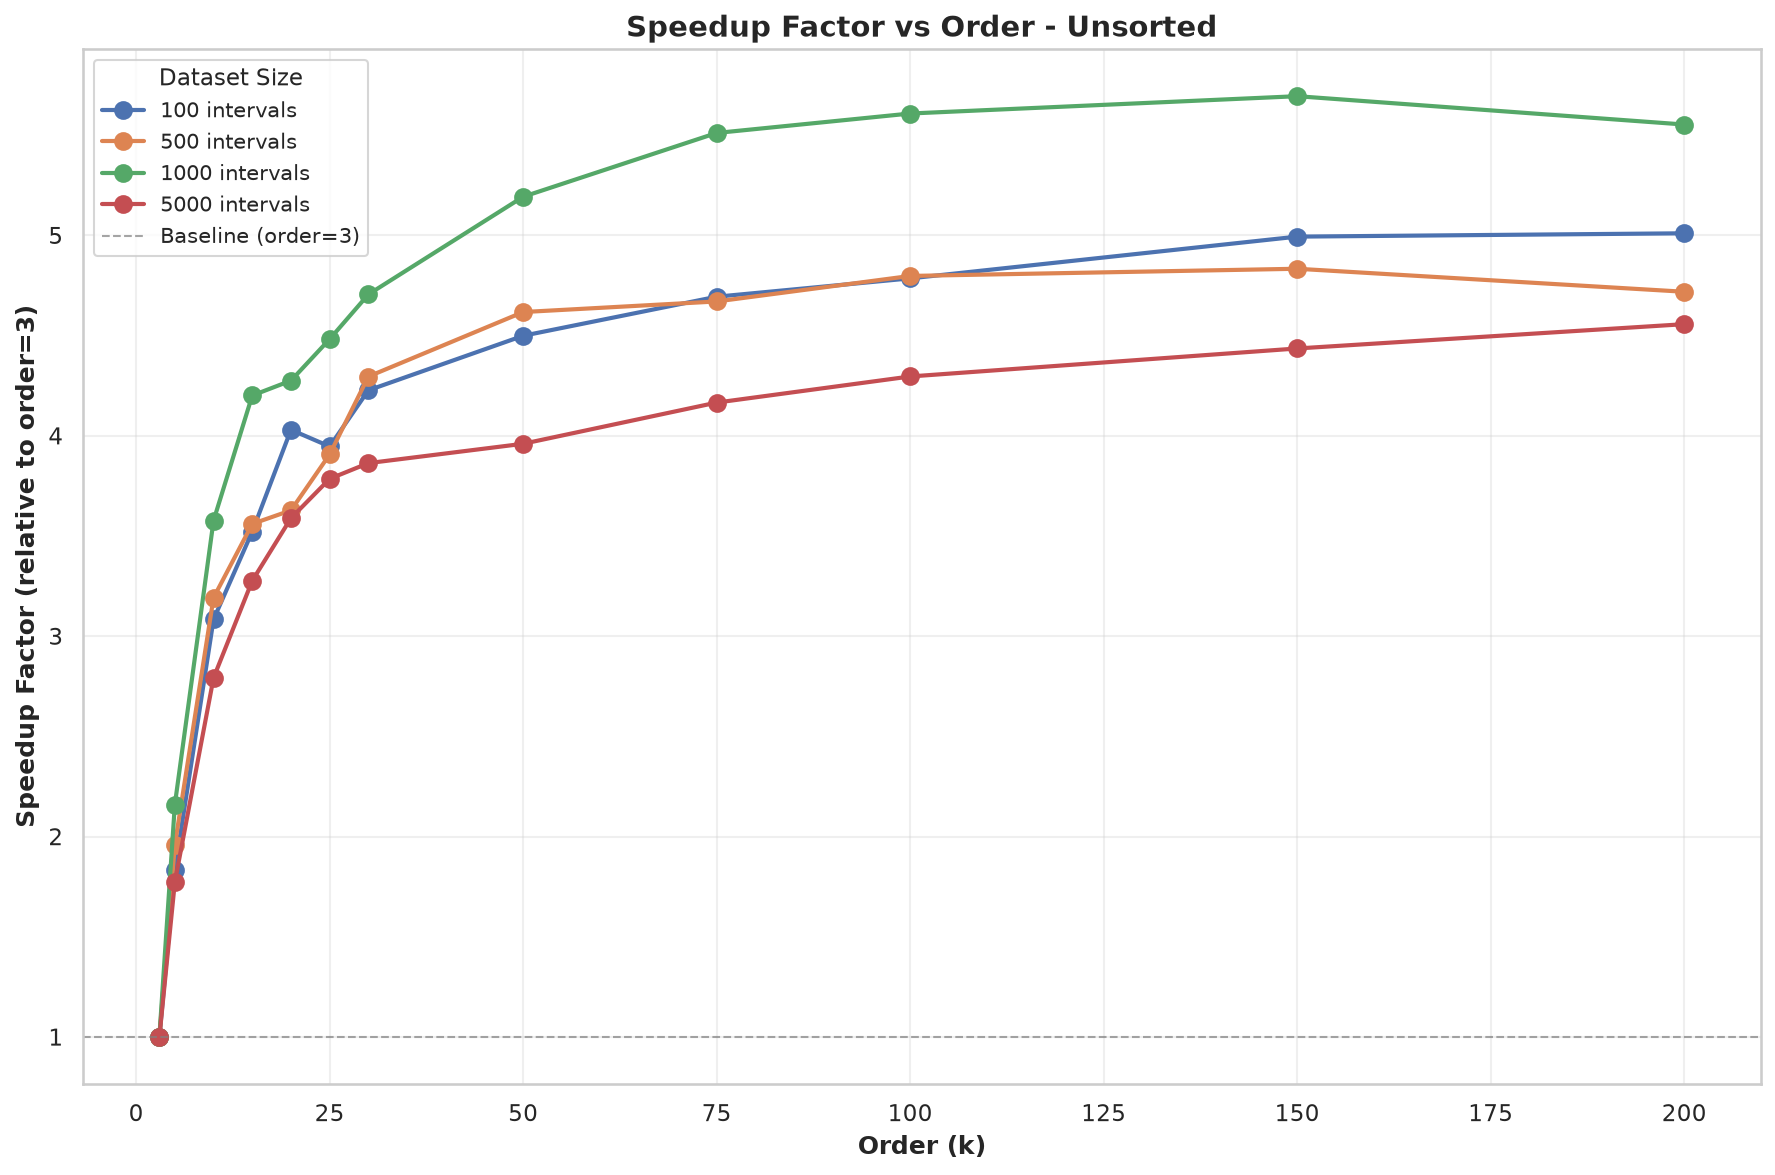 Speedup Factor vs Order - Unsorted
Dataset Size
100 intervals
500 intervals
1000 intervals
5000 intervals
Baseline (order=3)
Speedup Factor (relative to order=3)
5
4
3
2
1
0 25 50 75 100 125 150 175 200
Order (k)